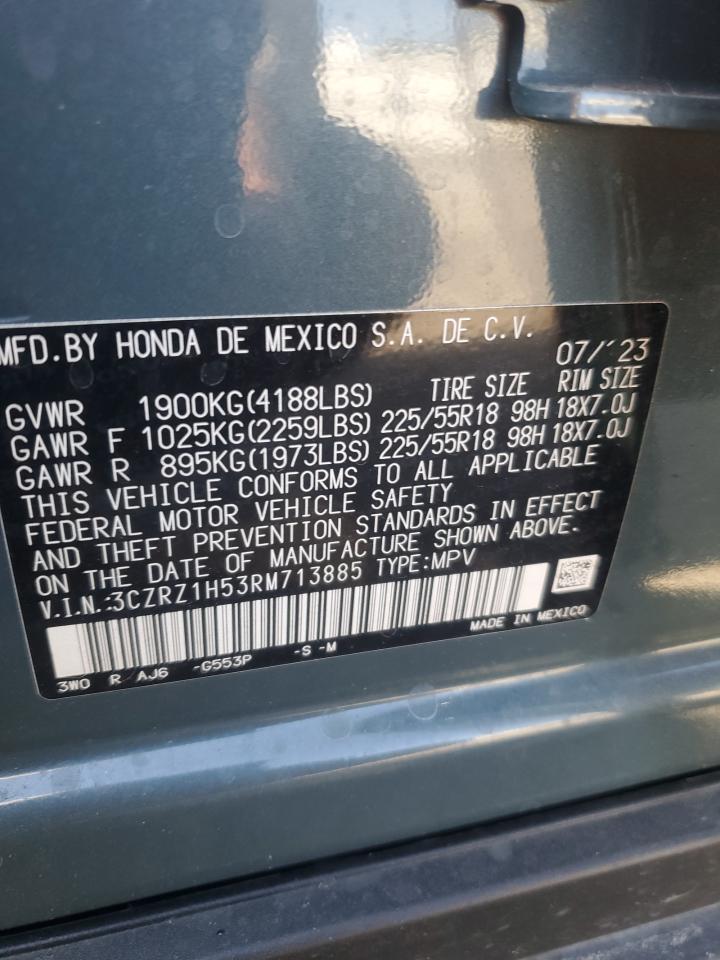 MFD.BY HONDA DE MEXICO S.A. DE C.V. 07/´23
GVWR 1900KG(4188LBS) TIRE SIZE RIM SIZE
GAWR F 1025KG(2259LBS) 225/55R18 98H 18X7.0J
GAWR R 895KG(1973LBS) 225/55R18 98H 18X7.0J
THIS VEHICLE CONFORMS TO ALL APPLICABLE
FEDERAL MOTOR VEHICLE SAFETY
AND THEFT PREVENTION STANDARDS IN EFFECT
ON THE DATE OF MANUFACTURE SHOWN ABOVE.
V.I.N.:3CZRZ1H53RM713885 TYPE:MPV
MADE IN MEXICO
3WO R AJ6 -G553P -S -M